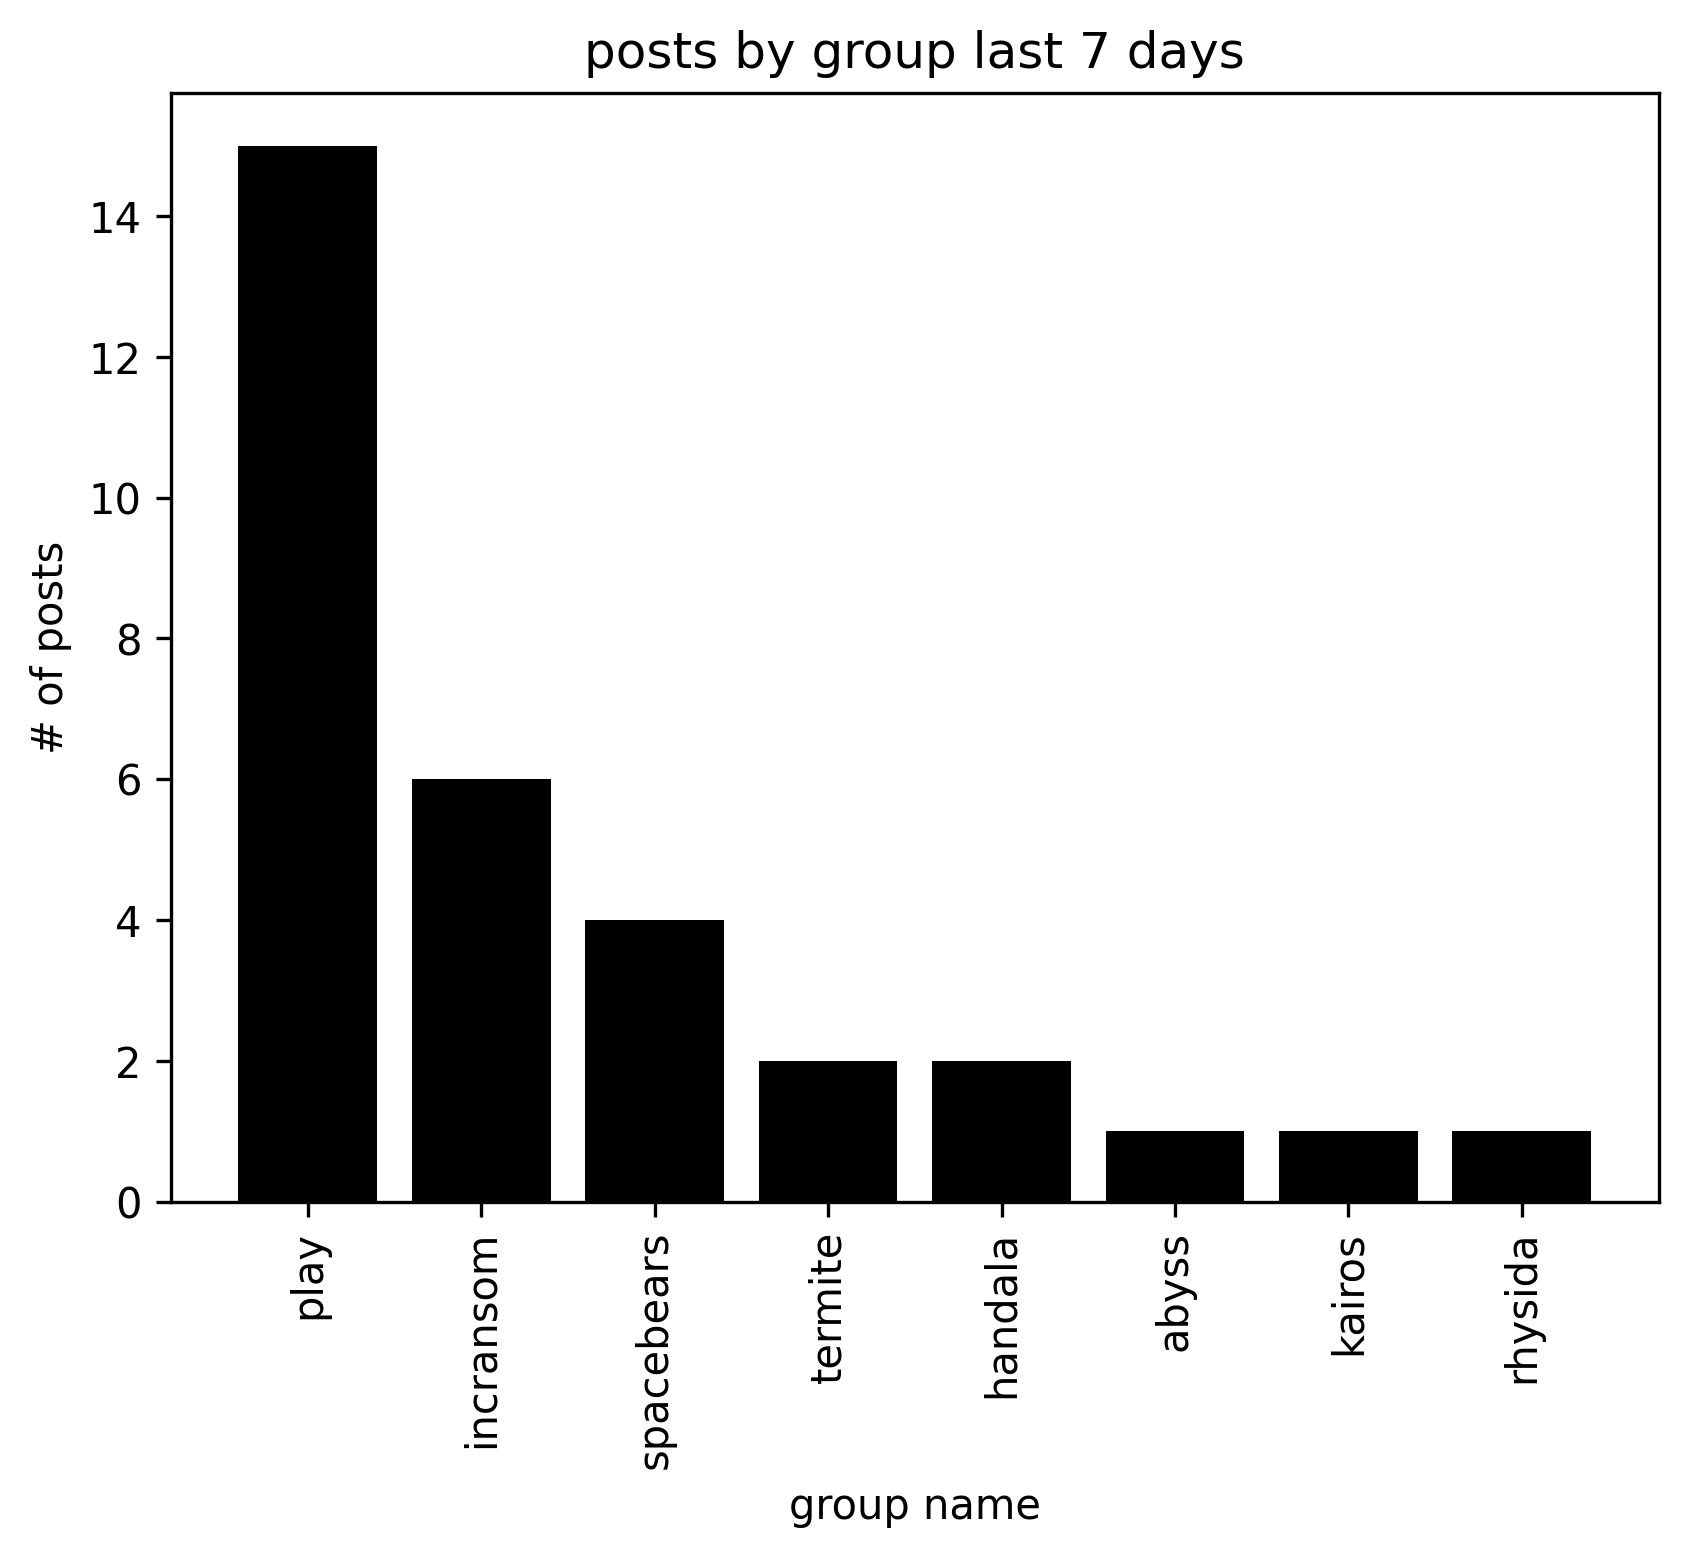 posts by group last 7 days
# of posts
14
12
10
8
6
4
2
0
play
incransom
spacebears
termite
handala
abyss
kairos
rhysida
group name